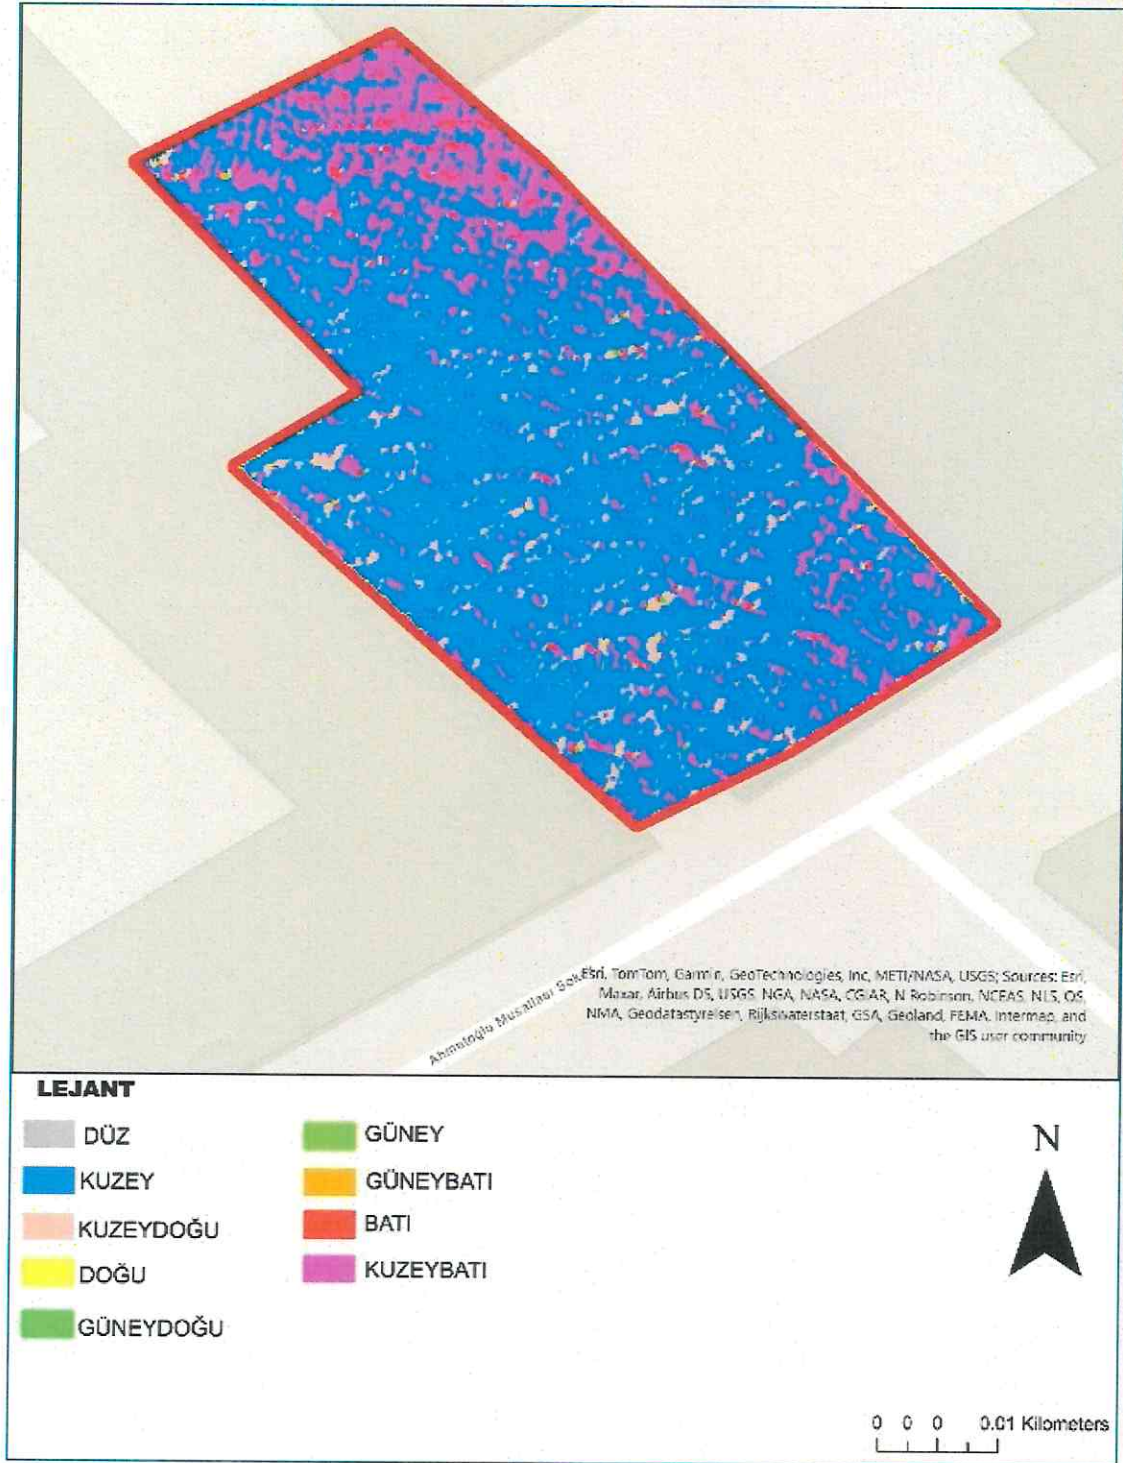 Ahmatoğlu Musallası Sok.
Esri, TomTom, Garmin, GeoTechnologies, Inc, METI/NASA, USGS; Sources: Esri,
Maxar, Airbus DS, USGS, NGA, NASA, CGIAR, N Robinson, NCEAS, NLS, OS,
NMA, Geodatastyrelsen, Rijkswaterstaat, GSA, Geoland, FEMA, Intermap, and
the GIS user community
LEJANT
DÜZ
KUZEY
KUZEYDOĞU
DOĞU
GÜNEYDOĞU
GÜNEY
GÜNEYBATI
BATI
KUZEYBATI
N
0 0 0 0.01 Kilometers